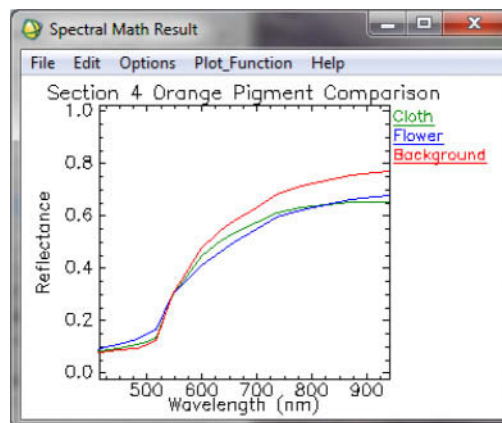 Spectral Math Result
File Edit Options Plot_Function Help
Section 4 Orange Pigment Comparison
Cloth
Flower
Background
1.0
0.8
0.6
0.4
0.2
0.0
Reflectance
500 600 700 800 900
Wavelength (nm)